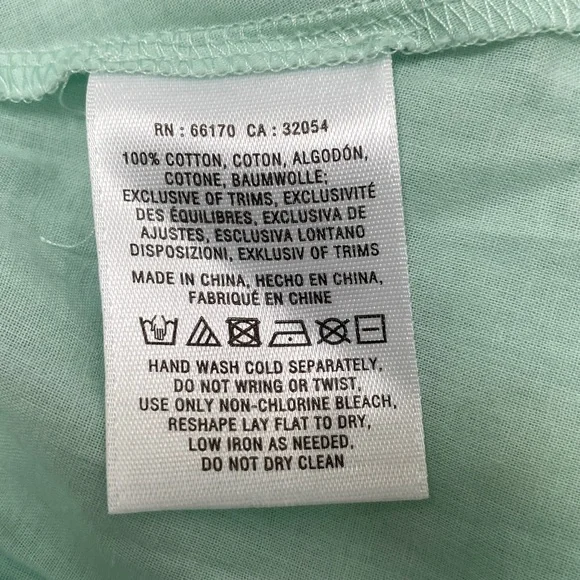 RN : 66170 CA : 32054
100% COTTON, COTON, ALGODÓN,
COTONE, BAUMWOLLE;
EXCLUSIVE OF TRIMS, EXCLUSIVITÉ
DES ÉQUILIBRES, EXCLUSIVA DE
AJUSTES, ESCLUSIVA LONTANO
DISPOSIZIONI, EXKLUSIV OF TRIMS
MADE IN CHINA, HECHO EN CHINA,
FABRIQUÉ EN CHINE
HAND WASH COLD SEPARATELY,
DO NOT WRING OR TWIST,
USE ONLY NON-CHLORINE BLEACH,
RESHAPE LAY FLAT TO DRY,
LOW IRON AS NEEDED,
DO NOT DRY CLEAN